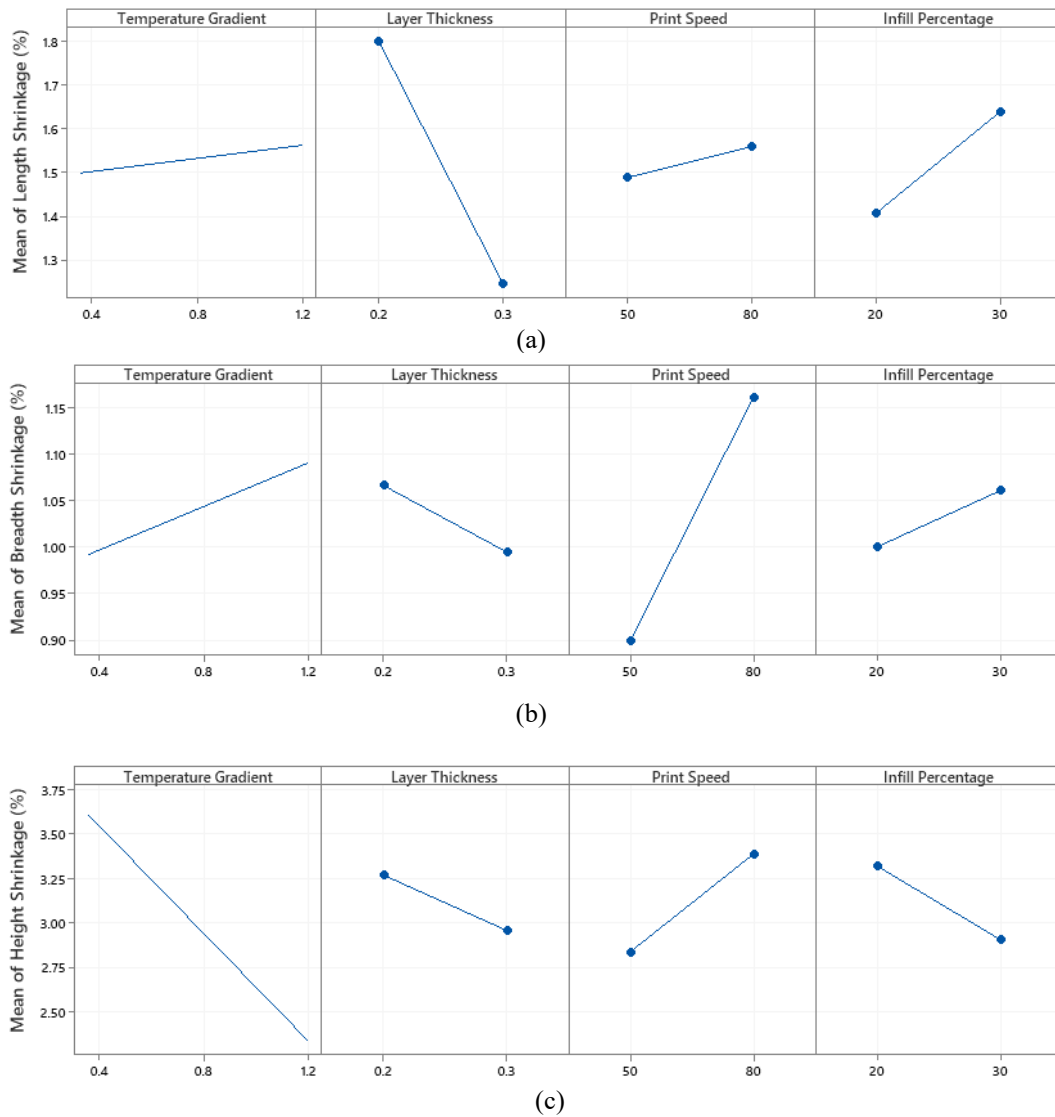 Temperature Gradient Layer Thickness Print Speed Infill Percentage
Mean of Length Shrinkage (%)
1.8
1.7
1.6
1.5
1.4
1.3
0.4 0.8 1.2 0.2 0.3 50 80 20 30
(a)
Temperature Gradient Layer Thickness Print Speed Infill Percentage
Mean of Breadth Shrinkage (%)
1.15
1.10
1.05
1.00
0.95
0.90
0.4 0.8 1.2 0.2 0.3 50 80 20 30
(b)
Temperature Gradient Layer Thickness Print Speed Infill Percentage
Mean of Height Shrinkage (%)
3.75
3.50
3.25
3.00
2.75
2.50
0.4 0.8 1.2 0.2 0.3 50 80 20 30
(c)